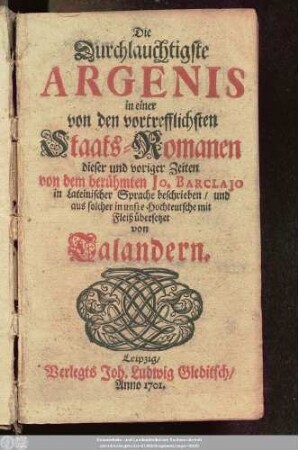 Die
Durchlauchtigste
ARGENIS
in einer
von den vortrefflichsten
Staats-Romanen
dieser und voriger Zeiten
von dem berühmten JO. BARCLAJO
in Lateinischer Sprache beschrieben/ und
aus solcher in unsre Hochteutsche mit
Fleiß übersetzet
von
Talandern.
Leipzig/
Verlegts Joh. Ludwig Gleditsch/
Anno 1701.